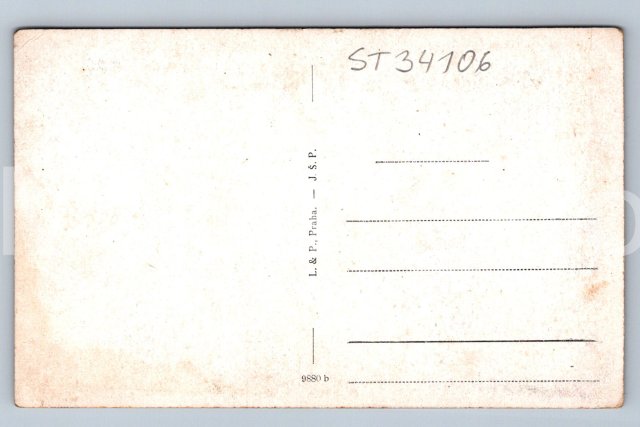 ST34106
L. & P., Praha. — J. Š. P.
9880 b